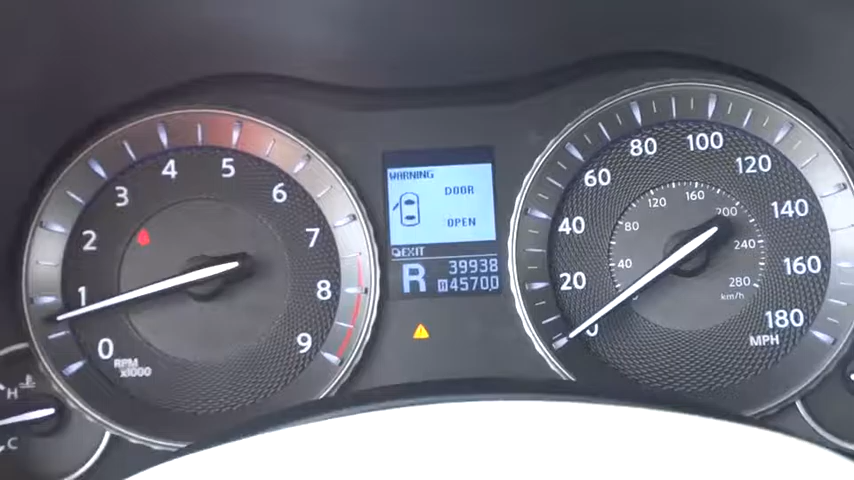 0 1 2 3 4 5 6 7 8 9
RPM
x1000
H
C
WARNING
DOOR
OPEN
EXIT
R
39938
45700
0 20 40 60 80 100 120 140 160 180
MPH
40 80 120 160 200 240 280
km/h